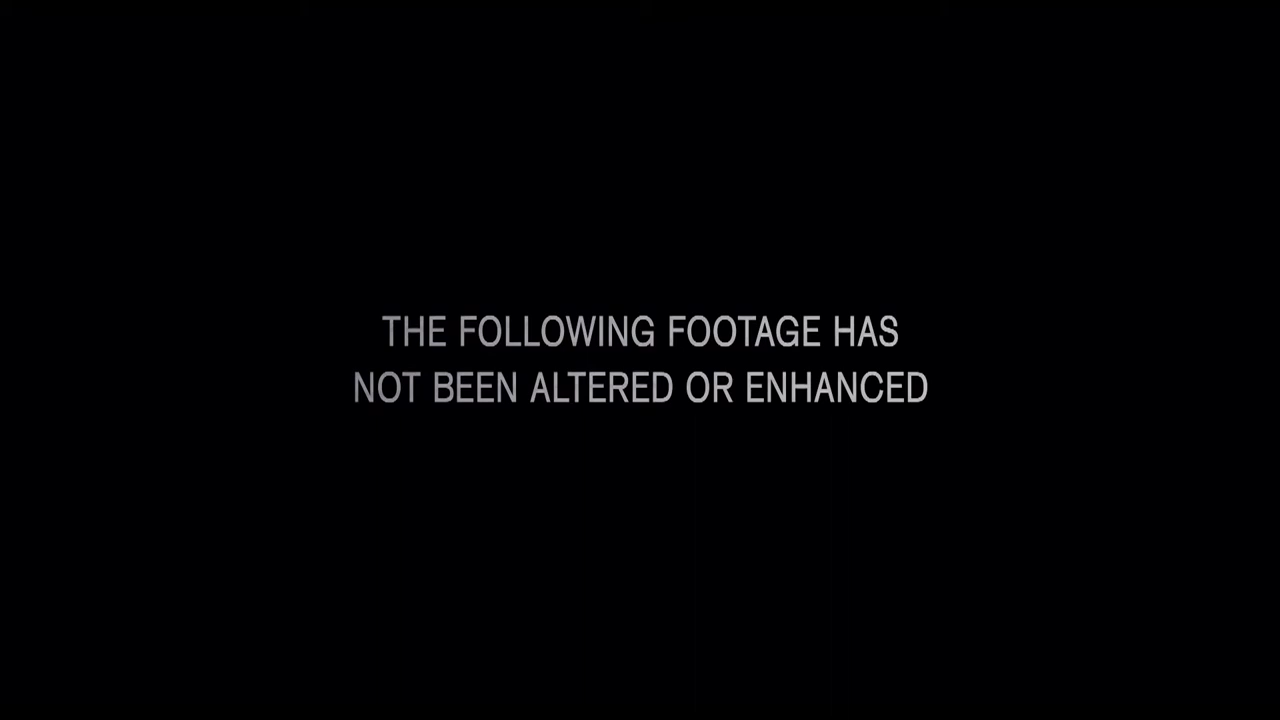 THE FOLLOWING FOOTAGE HAS
NOT BEEN ALTERED OR ENHANCED